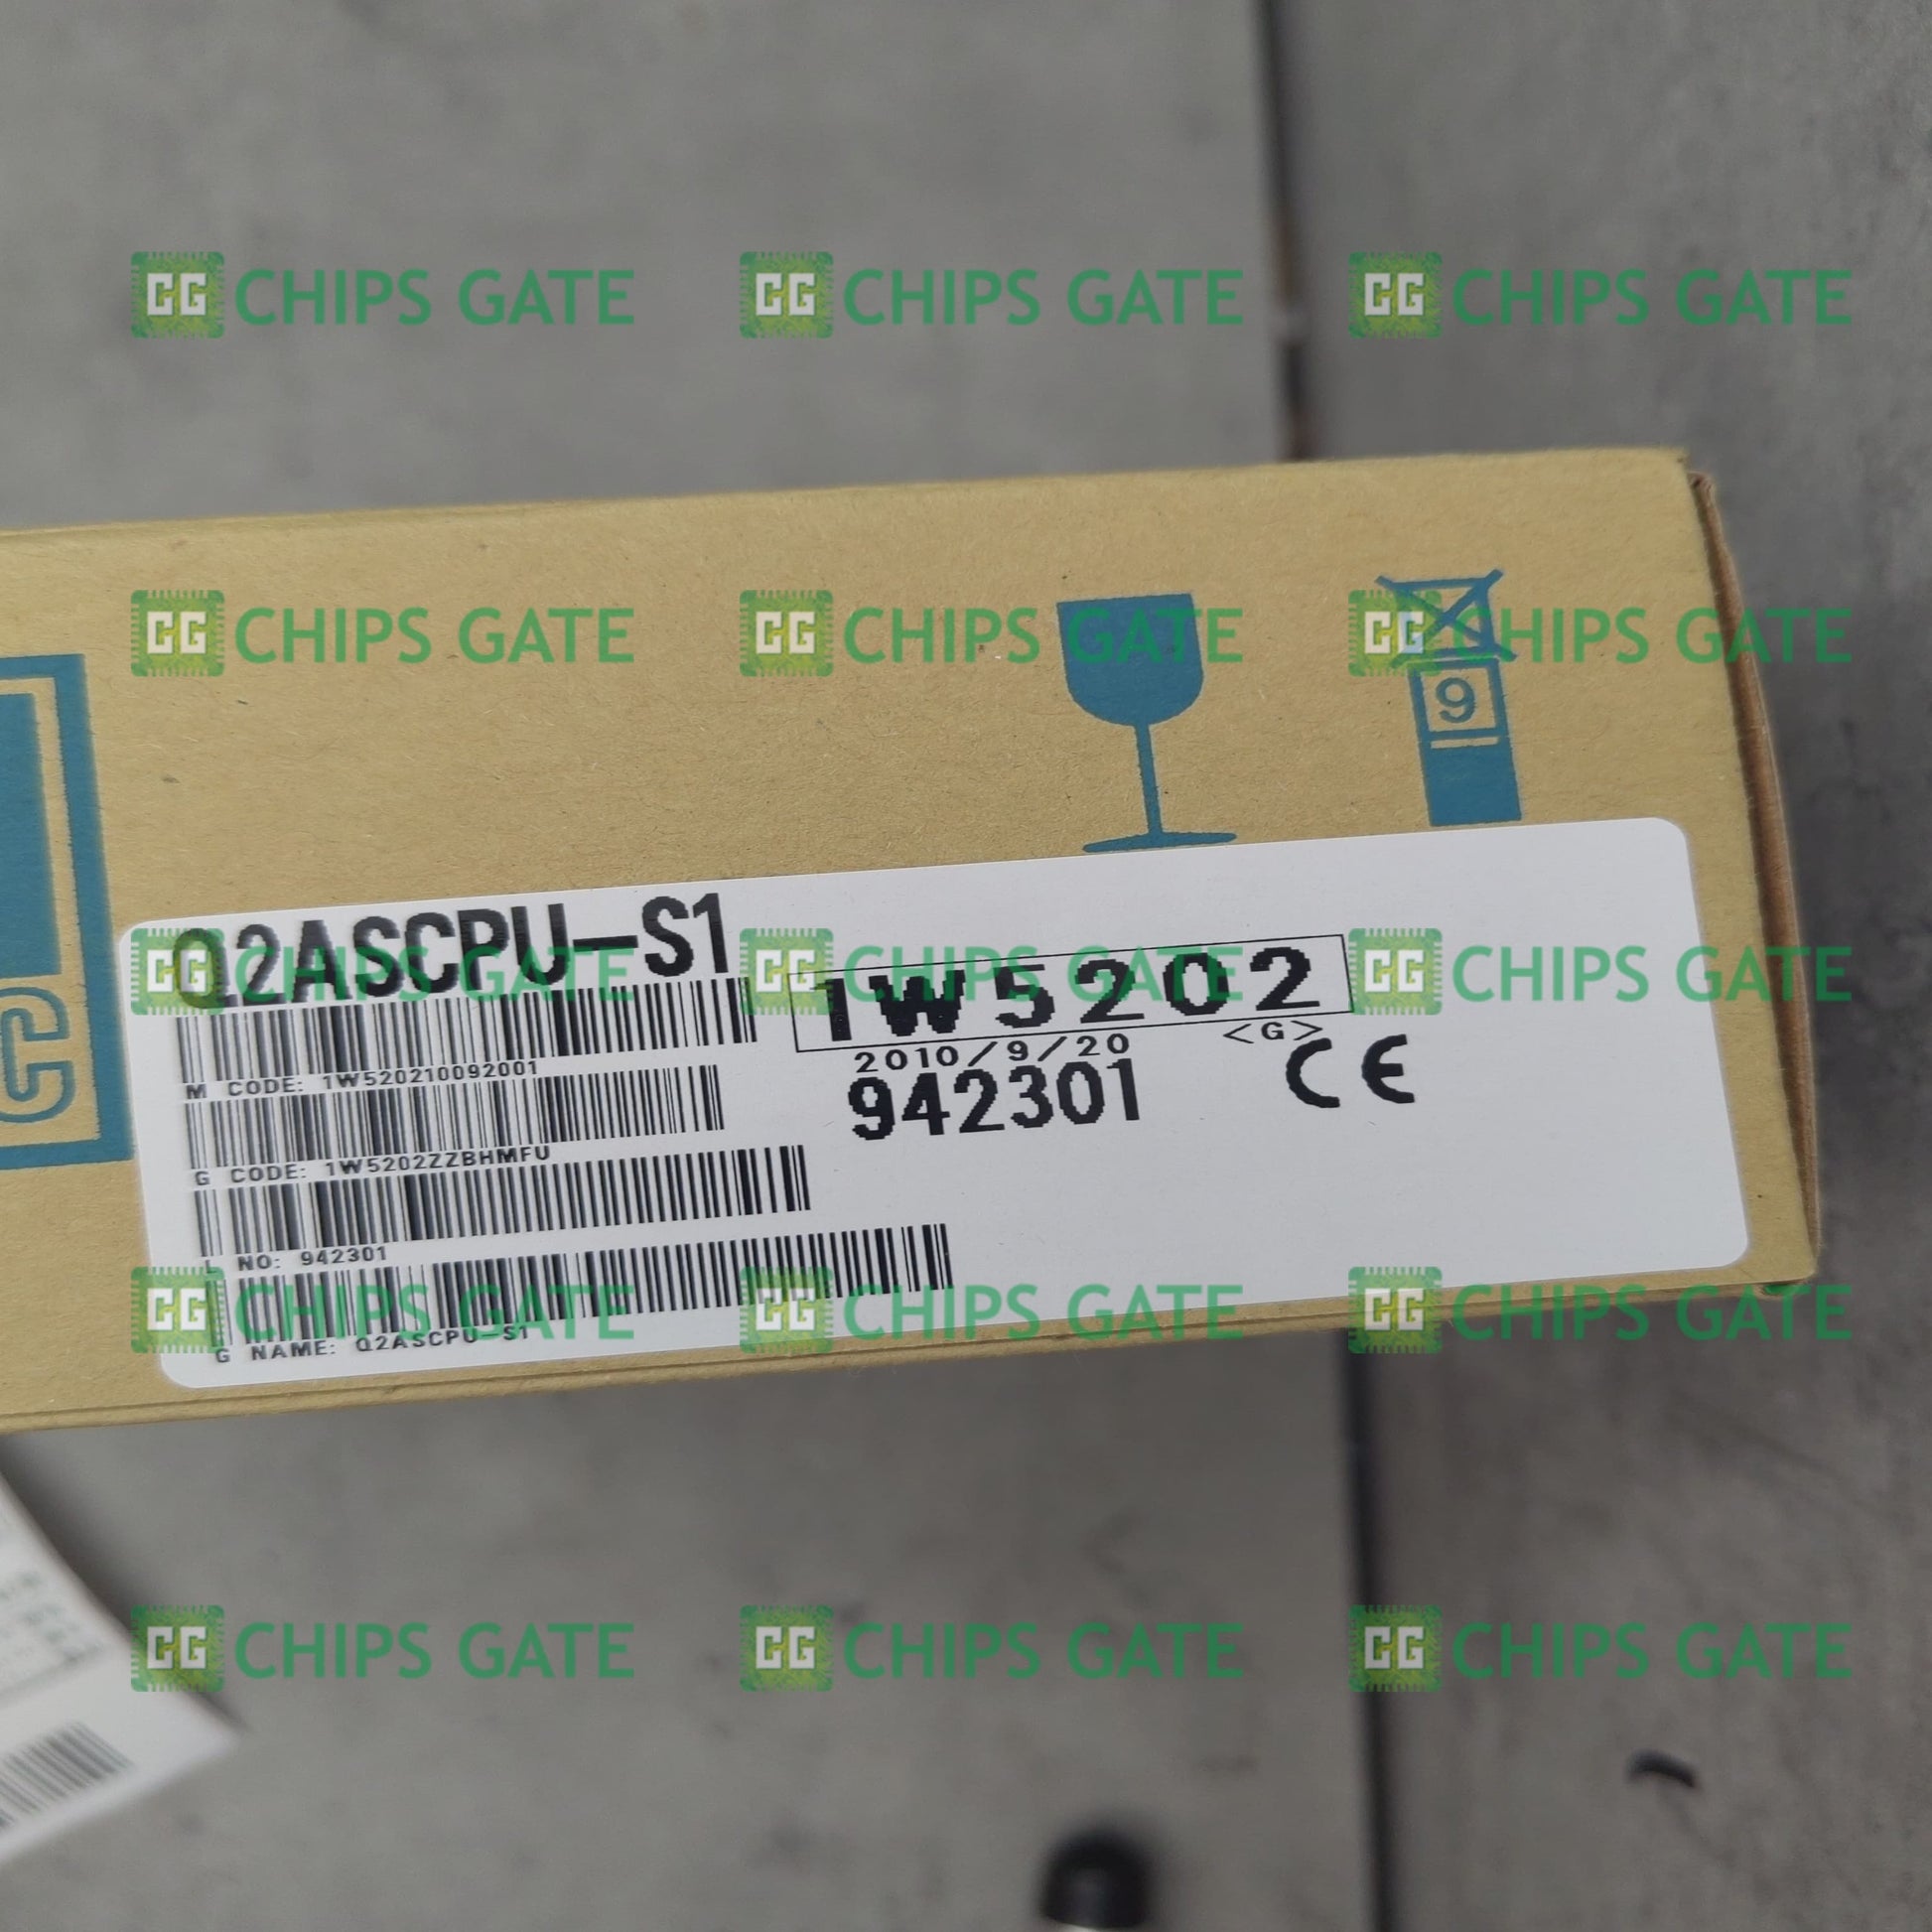 CG CHIPS GATE CG CHIPS GATE CG CHIPS GATE
CG CHIPS GATE CG CHIPS GATE CG CHIPS GATE
9
C
Q2ASCPU-S1
1W5202
<G>
2010/9/20
942301
CE
M CODE: 1W520210092001
G CODE: 1W5202ZZBHMFU
L NO: 942301
G NAME: Q2ASCPU-S1
CG CHIPS GATE CG CHIPS GATE CG CHIPS GATE
CG CHIPS GATE CG CHIPS GATE CG CHIPS GATE
CG CHIPS GATE CG CHIPS GATE CG CHIPS GATE